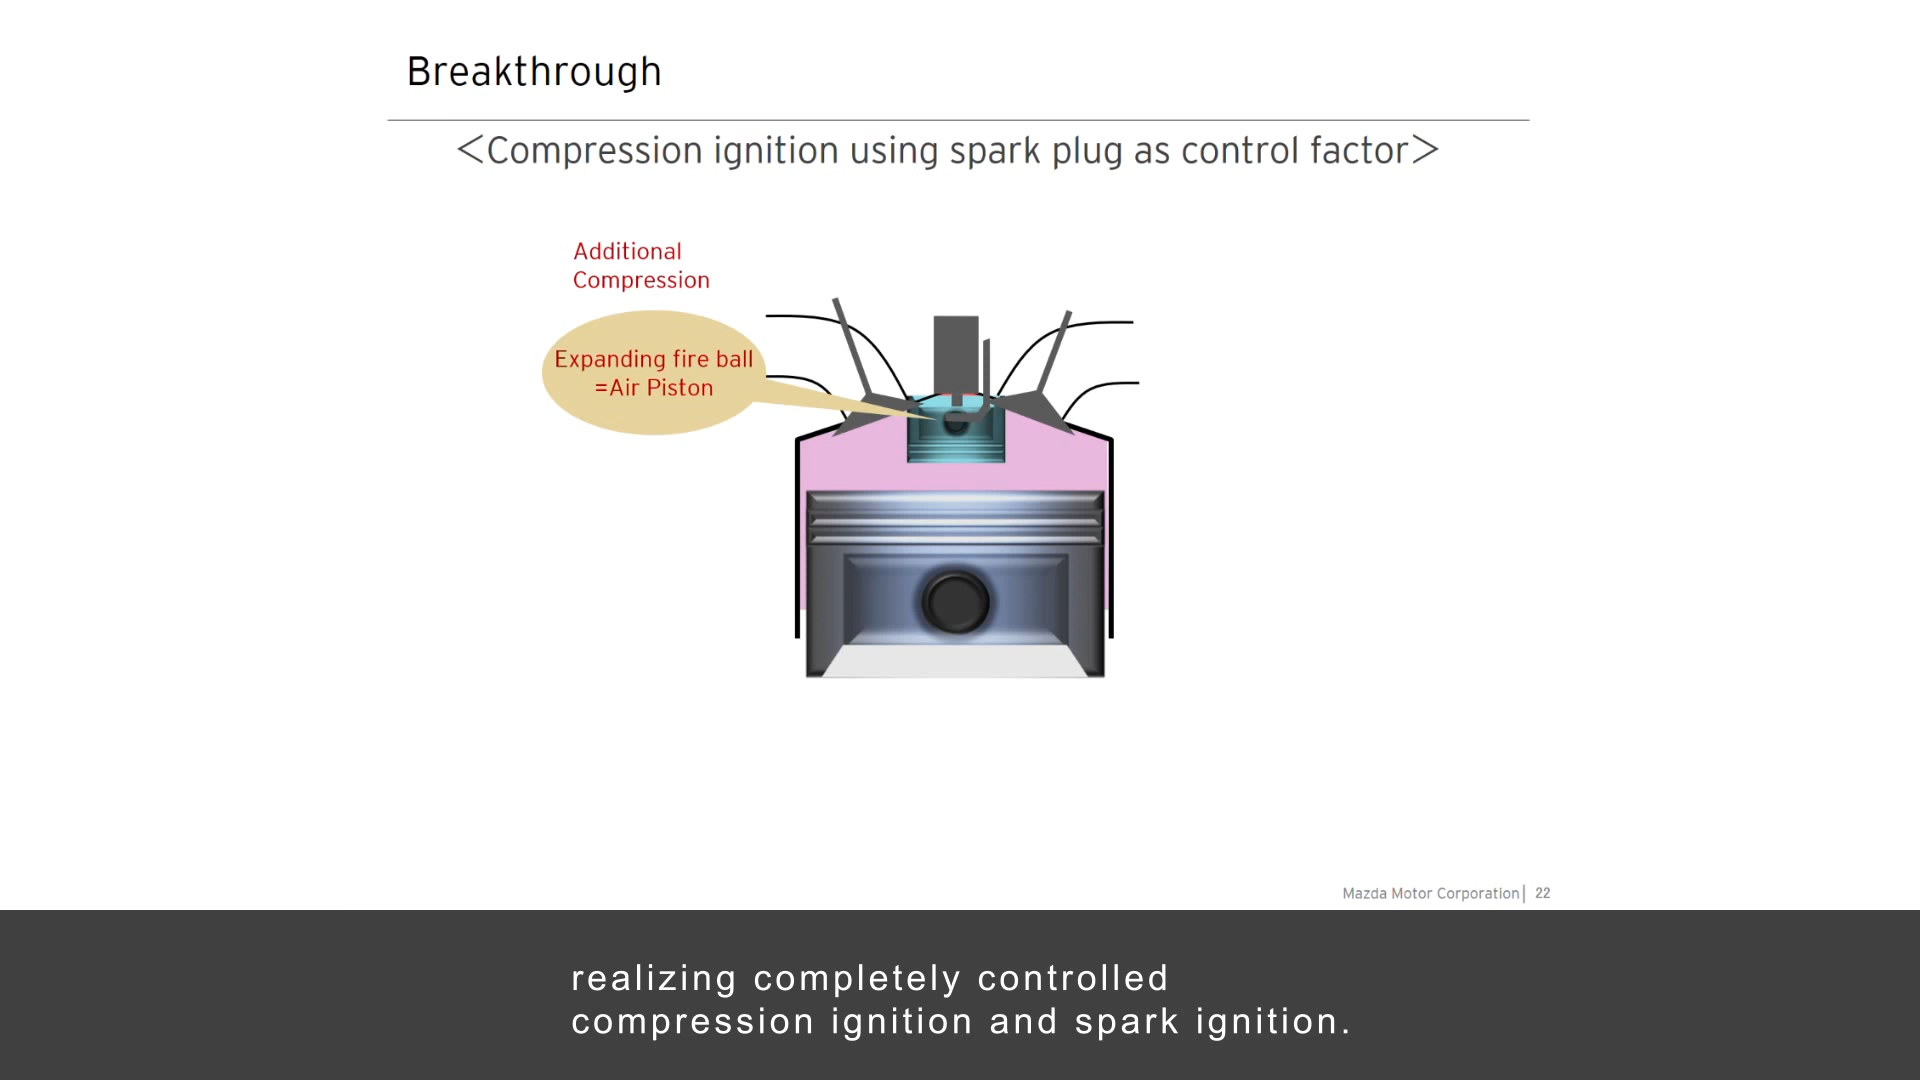 Breakthrough
<Compression ignition using spark plug as control factor>
Additional
Compression
Expanding fire ball
=Air Piston
Mazda Motor Corporation| 22
realizing completely controlled
compression ignition and spark ignition.